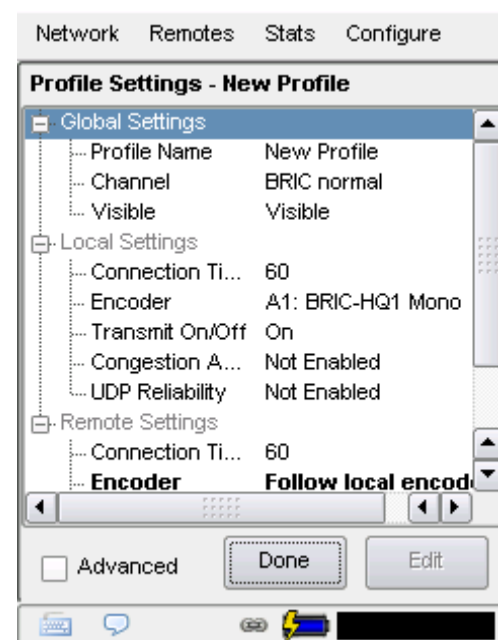 Network Remotes Stats Configure
Profile Settings - New Profile
Global Settings
Profile Name New Profile
Channel BRIC normal
Visible Visible
Local Settings
Connection Ti... 60
Encoder A1: BRIC-HQ1 Mono
Transmit On/Off On
Congestion A... Not Enabled
UDP Reliability Not Enabled
Remote Settings
Connection Ti... 60
Encoder Follow local encod
Advanced Done Edit